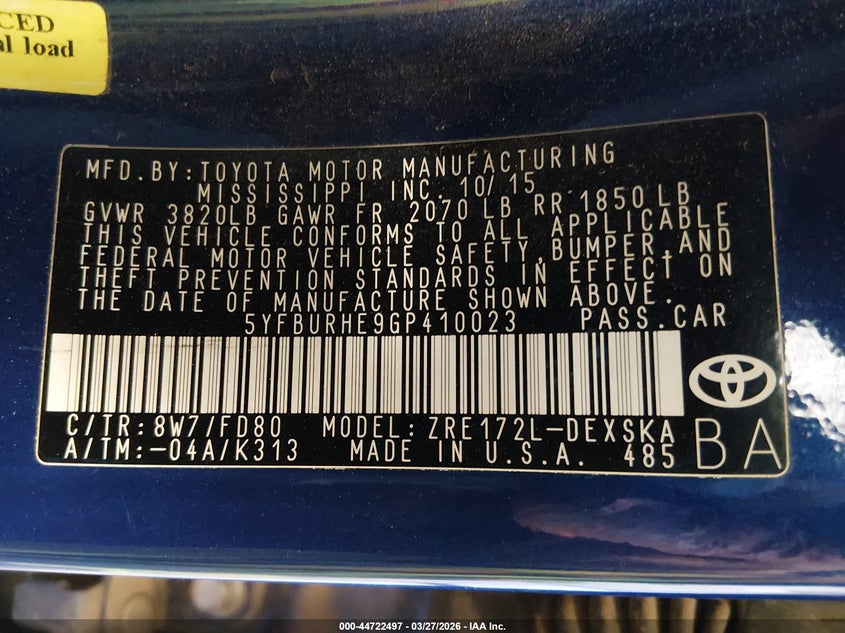 CED
al load
MFD.BY:TOYOTA MOTOR MANUFACTURING
MISSISSIPPI INC. 10/15
GVWR 3820LB GAWR FR 2070 LB RR 1850 LB
THIS VEHICLE CONFORMS TO ALL APPLICABLE
FEDERAL MOTOR VEHICLE SAFETY,BUMPER,AND
THEFT PREVENTION STANDARDS IN EFFECT ON
THE DATE OF MANUFACTURE SHOWN ABOVE.
5YFBURHE9GP410023 PASS.CAR
C/TR:8W7/FD80 MODEL: ZRE172L-DEXSKA
A/TM:-04A/K313 MADE IN U.S.A. 485
BA
000-44722497 - 03/27/2026 - IAA Inc.